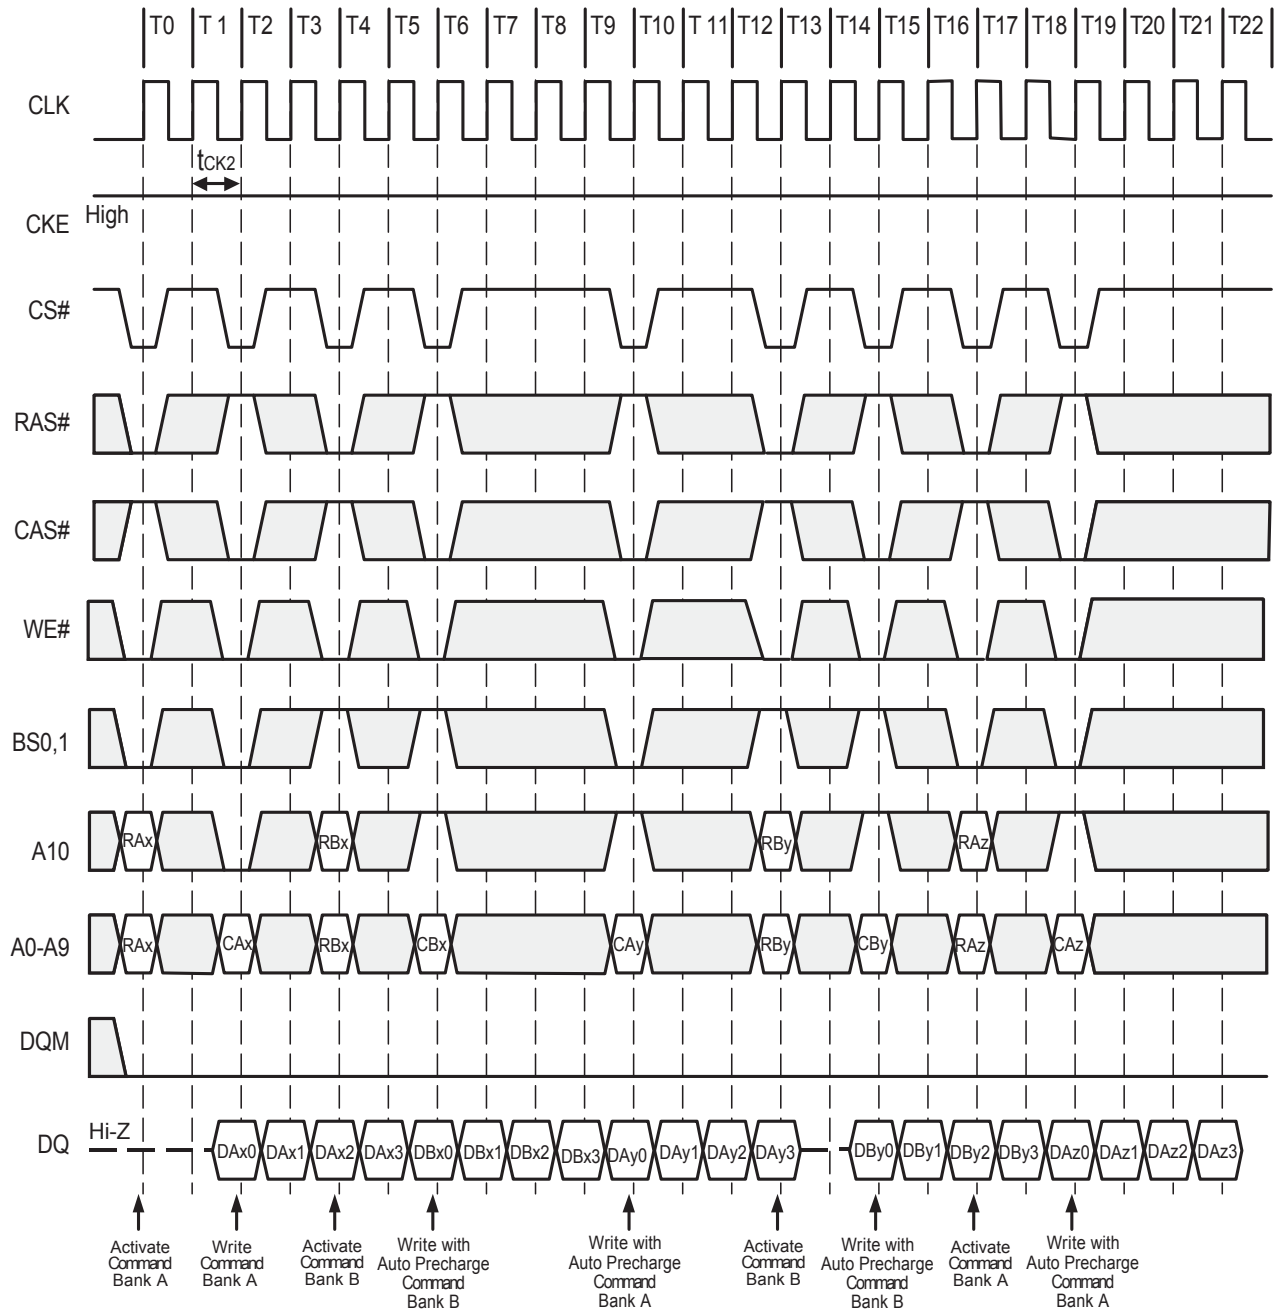 T0 T 1 T2 T3 T4 T5 T6 T7 T8 T9 T10 T 11 T12 T13 T14 T15 T16 T17 T18 T19 T20 T21 T22
CLK
tCK2
High
CKE
CS#
RAS#
CAS#
WE#
BS0,1
A10 RAx RBx RBy RAz
A0-A9 RAx CAx RBx CBx CAy RBy CBy RAz CAz
DQM
Hi-Z
DQ DAx0 DAx1 DAx2 DAx3 DBx0 DBx1 DBx2 DBx3 DAy0 DAy1 DAy2 DAy3 DBy0 DBy1 DBy2 DBy3 DAz0 DAz1 DAz2 DAz3
Activate
Command
Bank A
Write
Command
Bank A
Activate
Command
Bank B
Write with
Auto Precharge
Command
Bank B
Write with
Auto Precharge
Command
Bank A
Activate
Command
Bank B
Write with
Auto Precharge
Command
Bank B
Activate
Command
Bank A
Write with
Auto Precharge
Command
Bank A